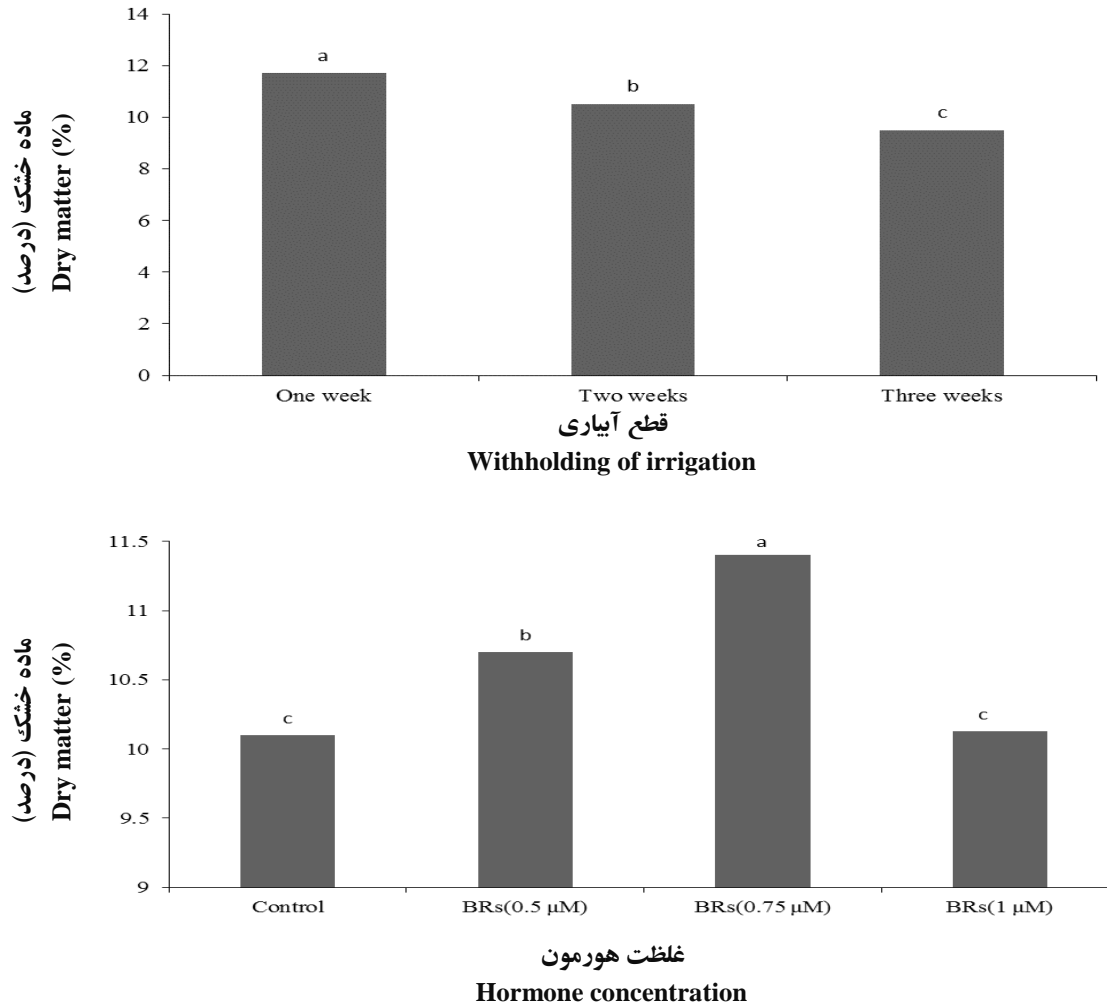 14
12
10
8
6
4
2
0
a
b
c
ماده خشک (درصد)
Dry matter (%)
One week
Two weeks
Three weeks
قطع آبیاری
Withholding of irrigation
11.5
11
10.5
10
9.5
9
c
b
a
c
ماده خشک (درصد)
Dry matter (%)
Control
BRs(0.5 μM)
BRs(0.75 μM)
BRs(1 μM)
غلظت هورمون
Hormone concentration